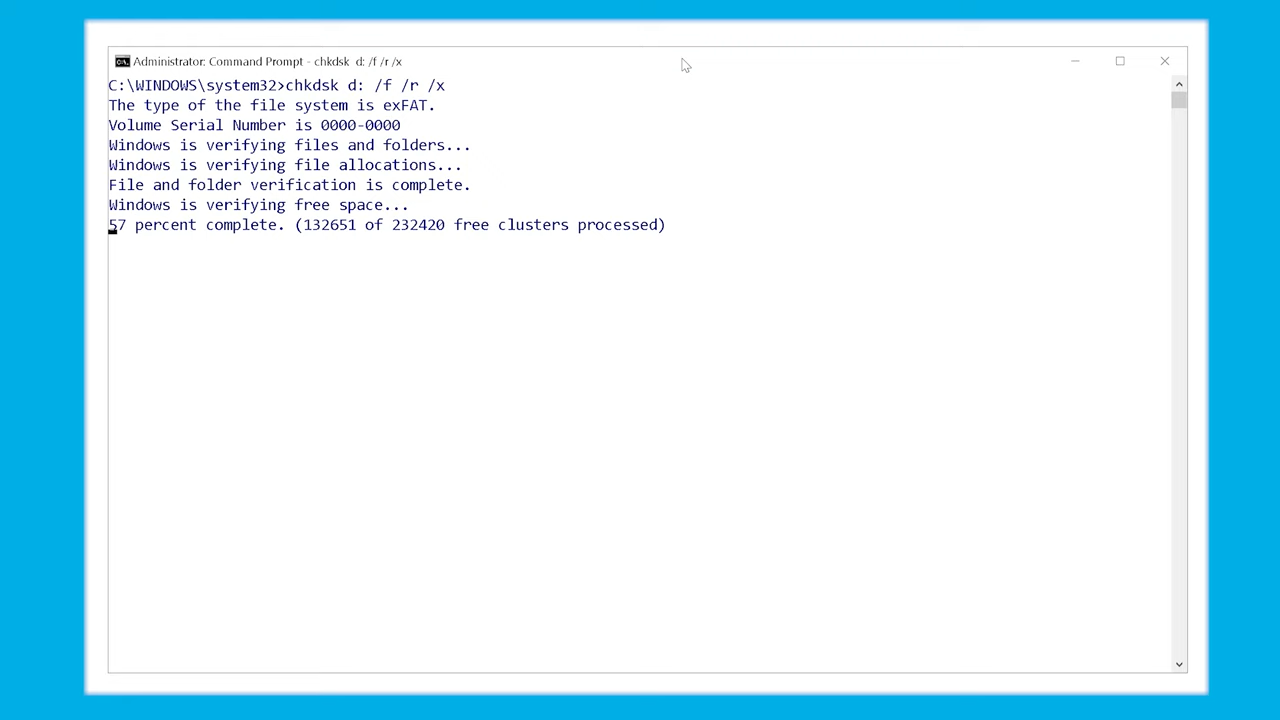 Administrator: Command Prompt - chkdsk d: /f /r /x
C:\WINDOWS\system32>chkdsk d: /f /r /x
The type of the file system is exFAT.
Volume Serial Number is 0000-0000
Windows is verifying files and folders...
Windows is verifying file allocations...
File and folder verification is complete.
Windows is verifying free space...
57 percent complete. (132651 of 232420 free clusters processed)